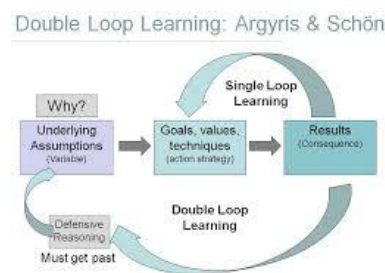 Double Loop Learning: Argyris & Schön
Single Loop
Learning
Why?
Underlying
Assumptions
(Variable)
Goals, values,
techniques
(action strategy)
Results
(Consequence)
Double Loop
Learning
Defensive
Reasoning
Must get past